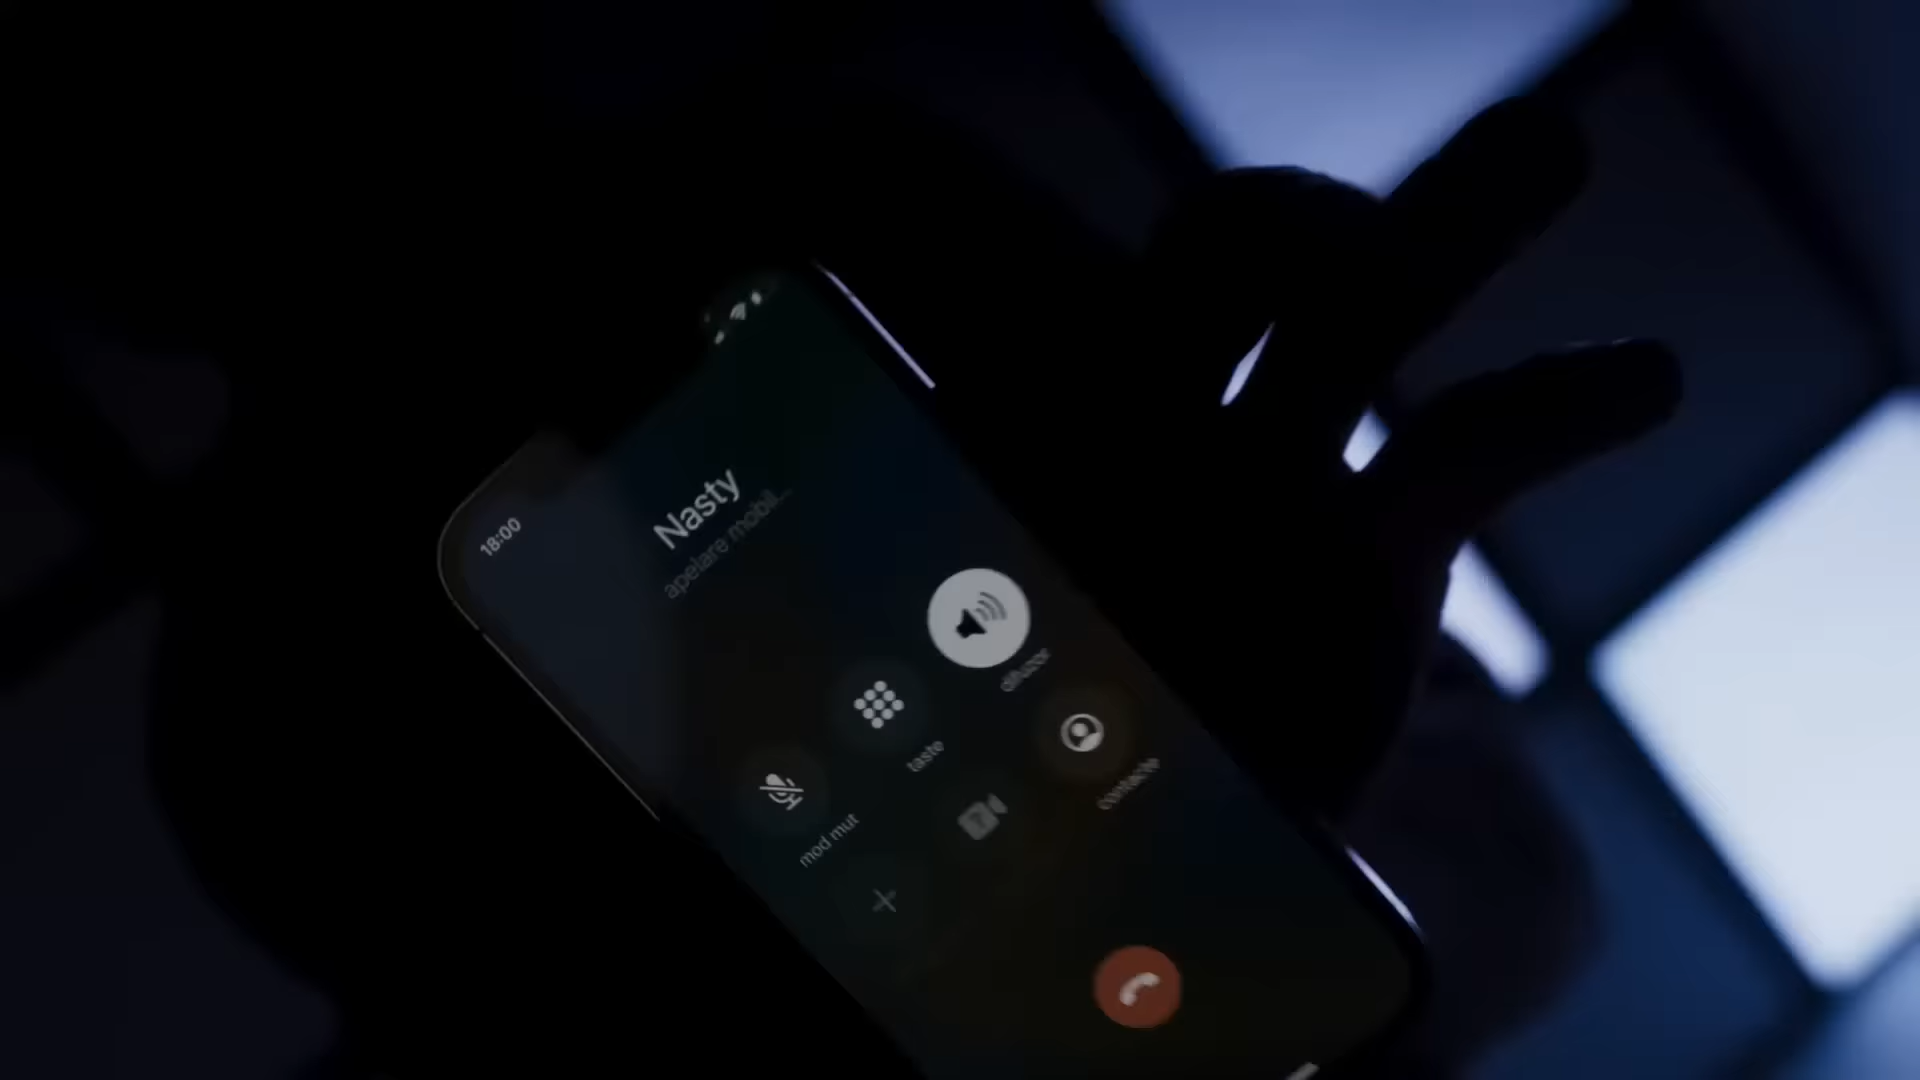 18:00
Nasty
apelare mobil...
mod mut
taste
difuzor
contacte